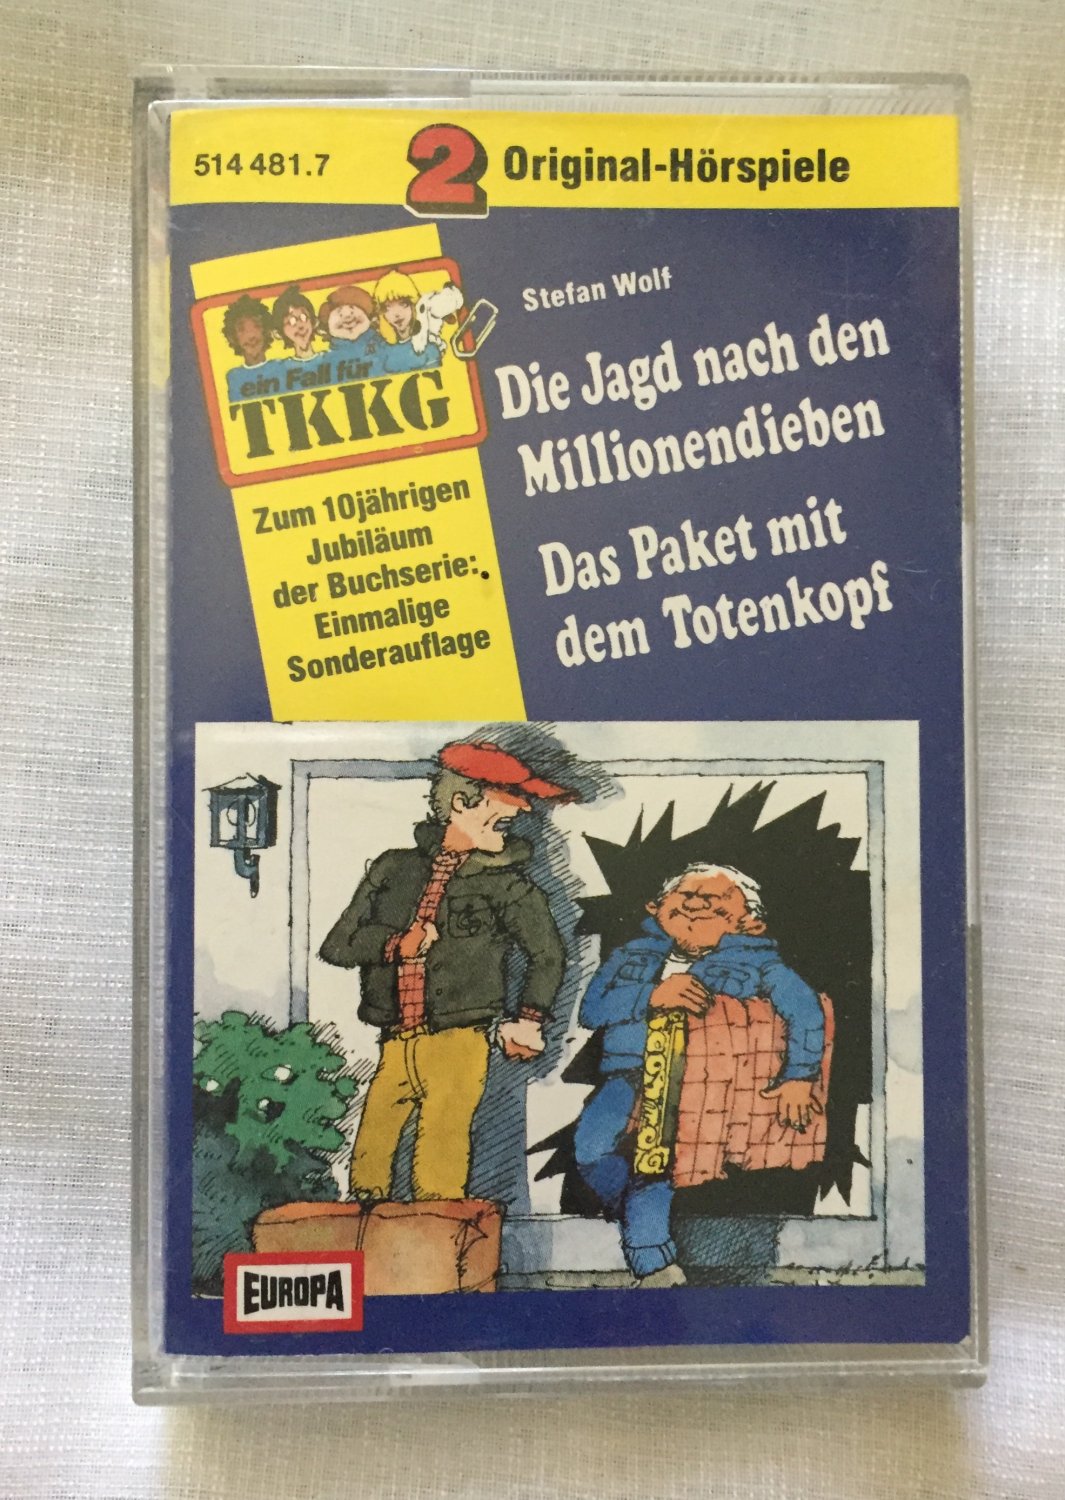 514 481.7
2 Original-Hörspiele
Stefan Wolf
Die Jagd nach den
Millionendieben
Das Paket mit
dem Totenkopf
ein Fall für
TKKG
Zum 10jährigen
Jubiläum
der Buchserie:
Einmalige
Sonderauflage
EUROPA